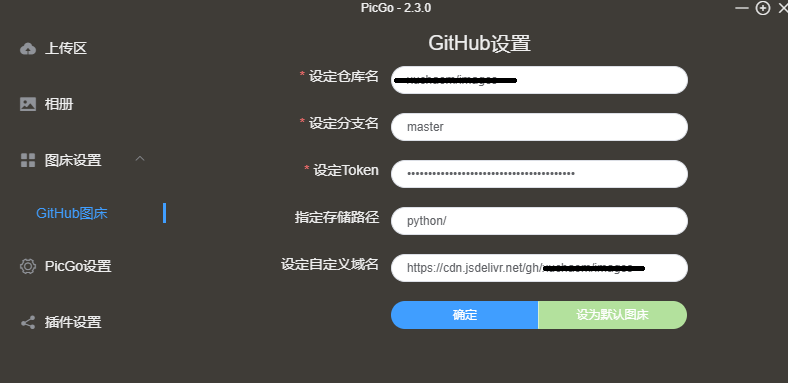 PicGo - 2.3.0
上传区
相册
图床设置
GitHub图床
PicGo设置
插件设置
GitHub设置
* 设定仓库名
* 设定分支名
master
* 设定Token
••••••••••••••••••••••••••••••••••••••••
指定存储路径
python/
设定自定义域名
https://cdn.jsdelivr.net/gh/
确定
设为默认图床